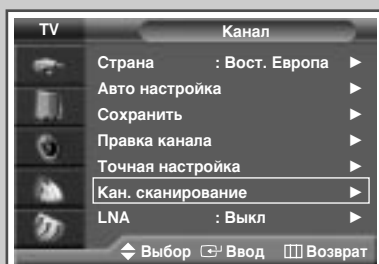 TV Канал
Страна : Вост. Европа
Авто настройка
Сохранить
Правка канала
Точная настройка
Кан. сканирование
LNA : Выкл
Выбор Ввод Возврат